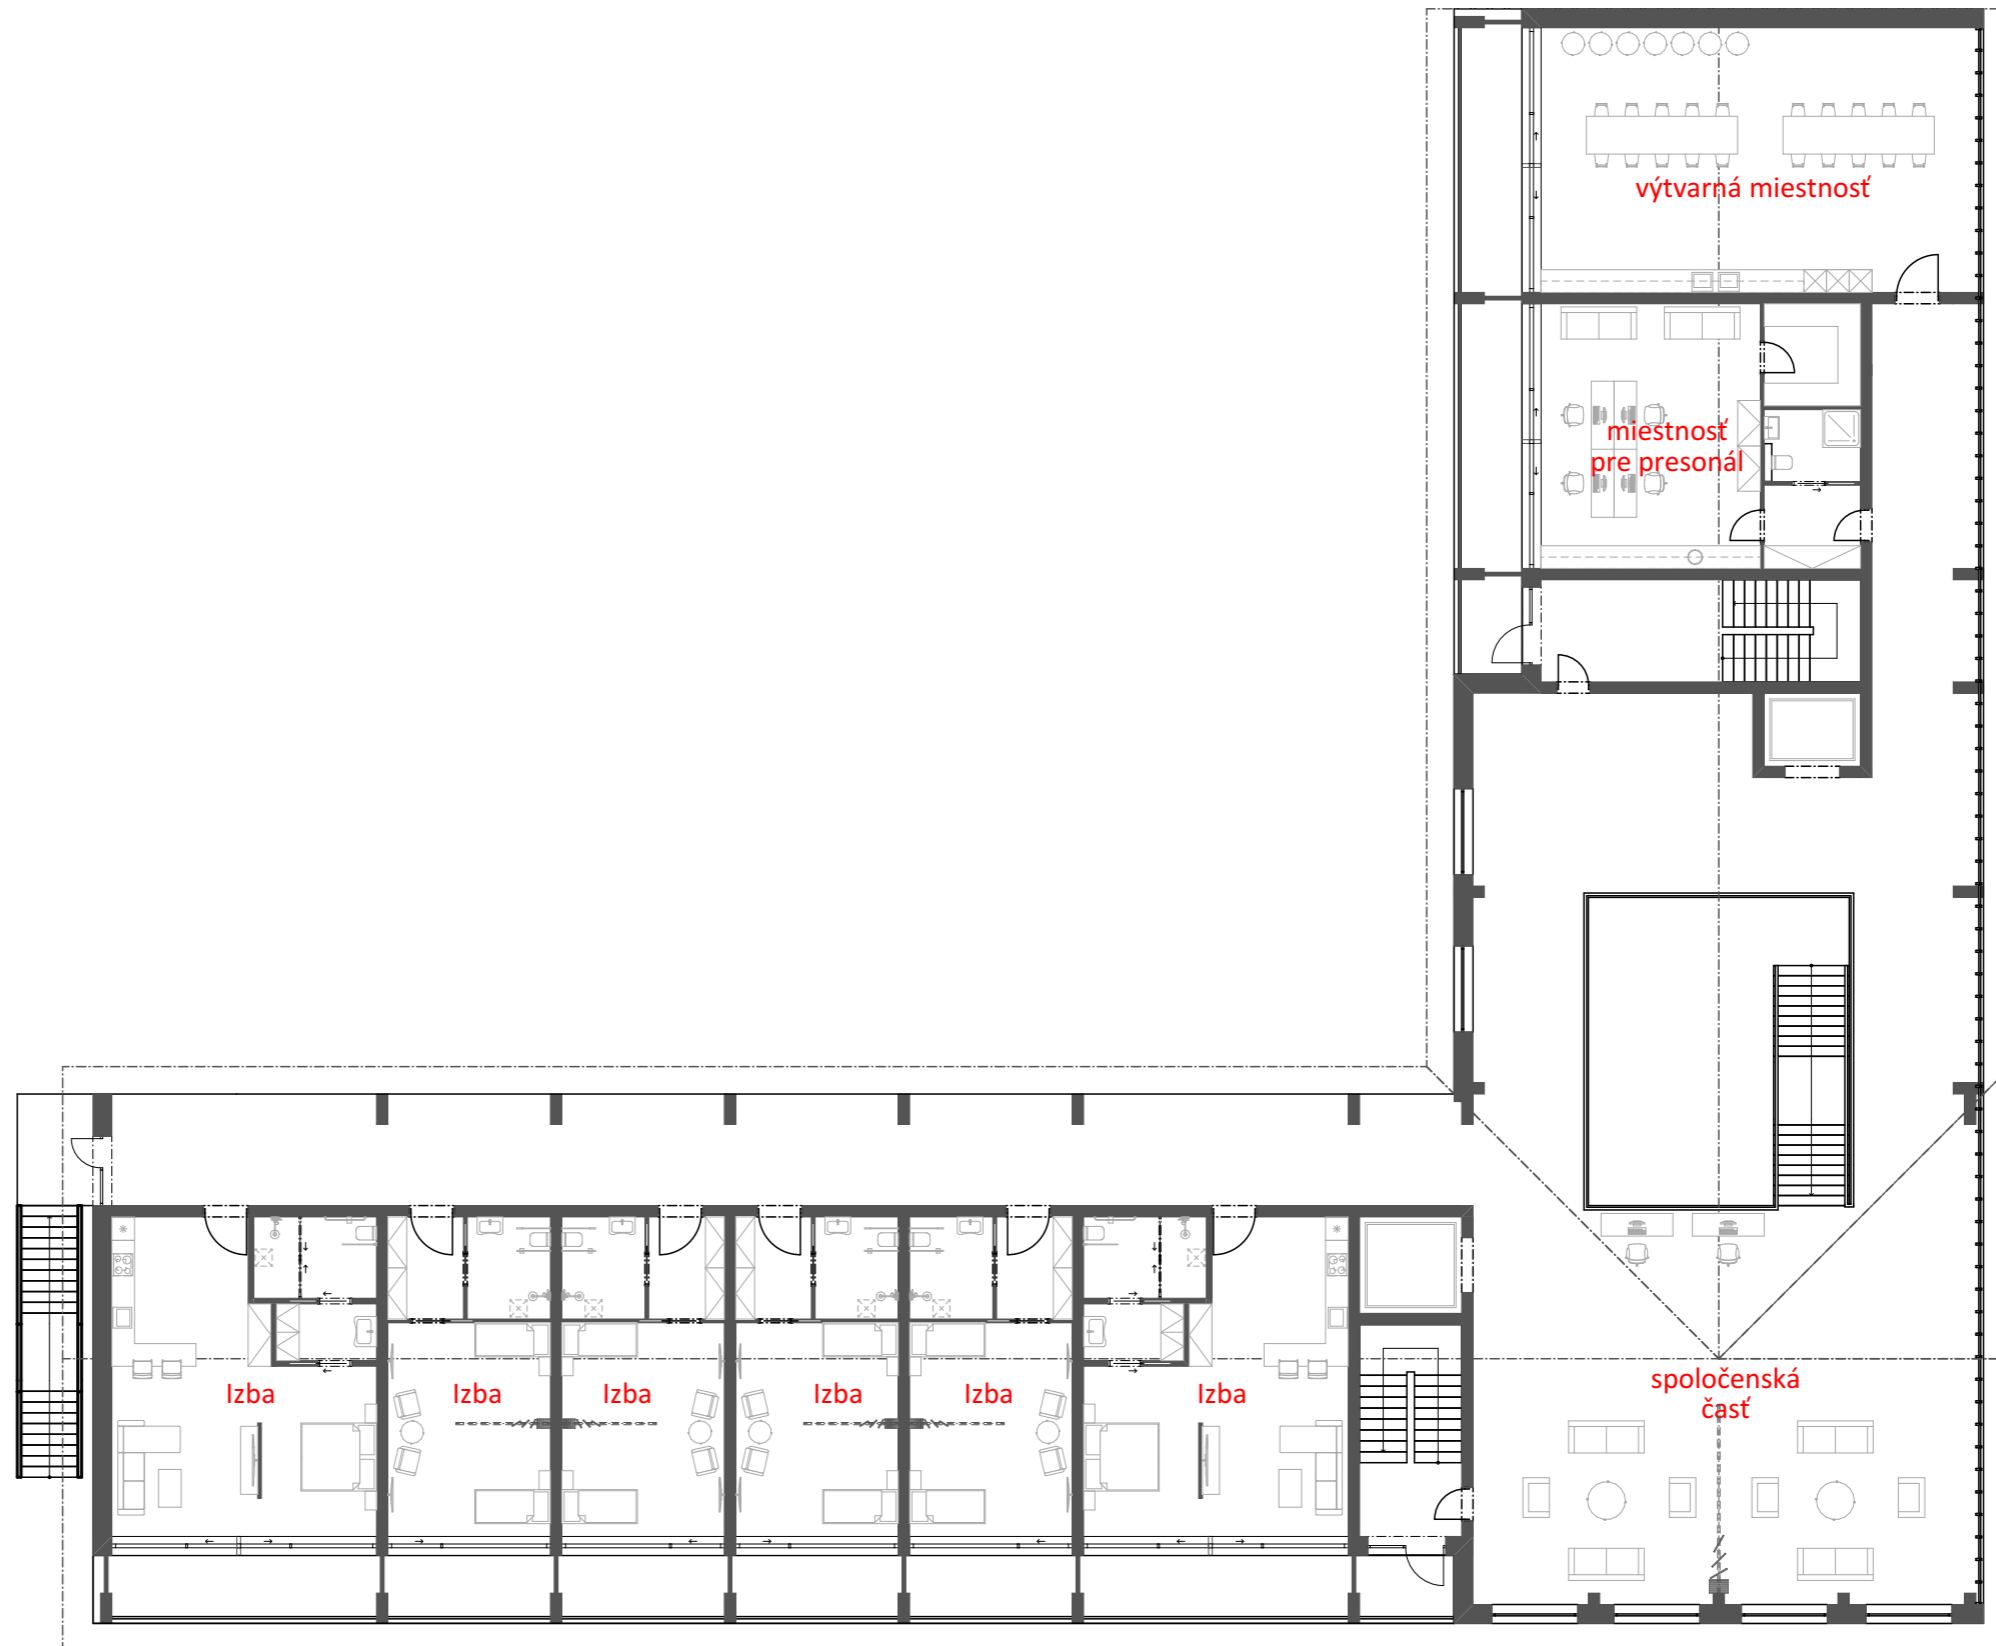 výtvarná miestnosť
miestnosť
pre presonál
Izba
Izba
Izba
Izba
Izba
Izba
spoločenská
časť